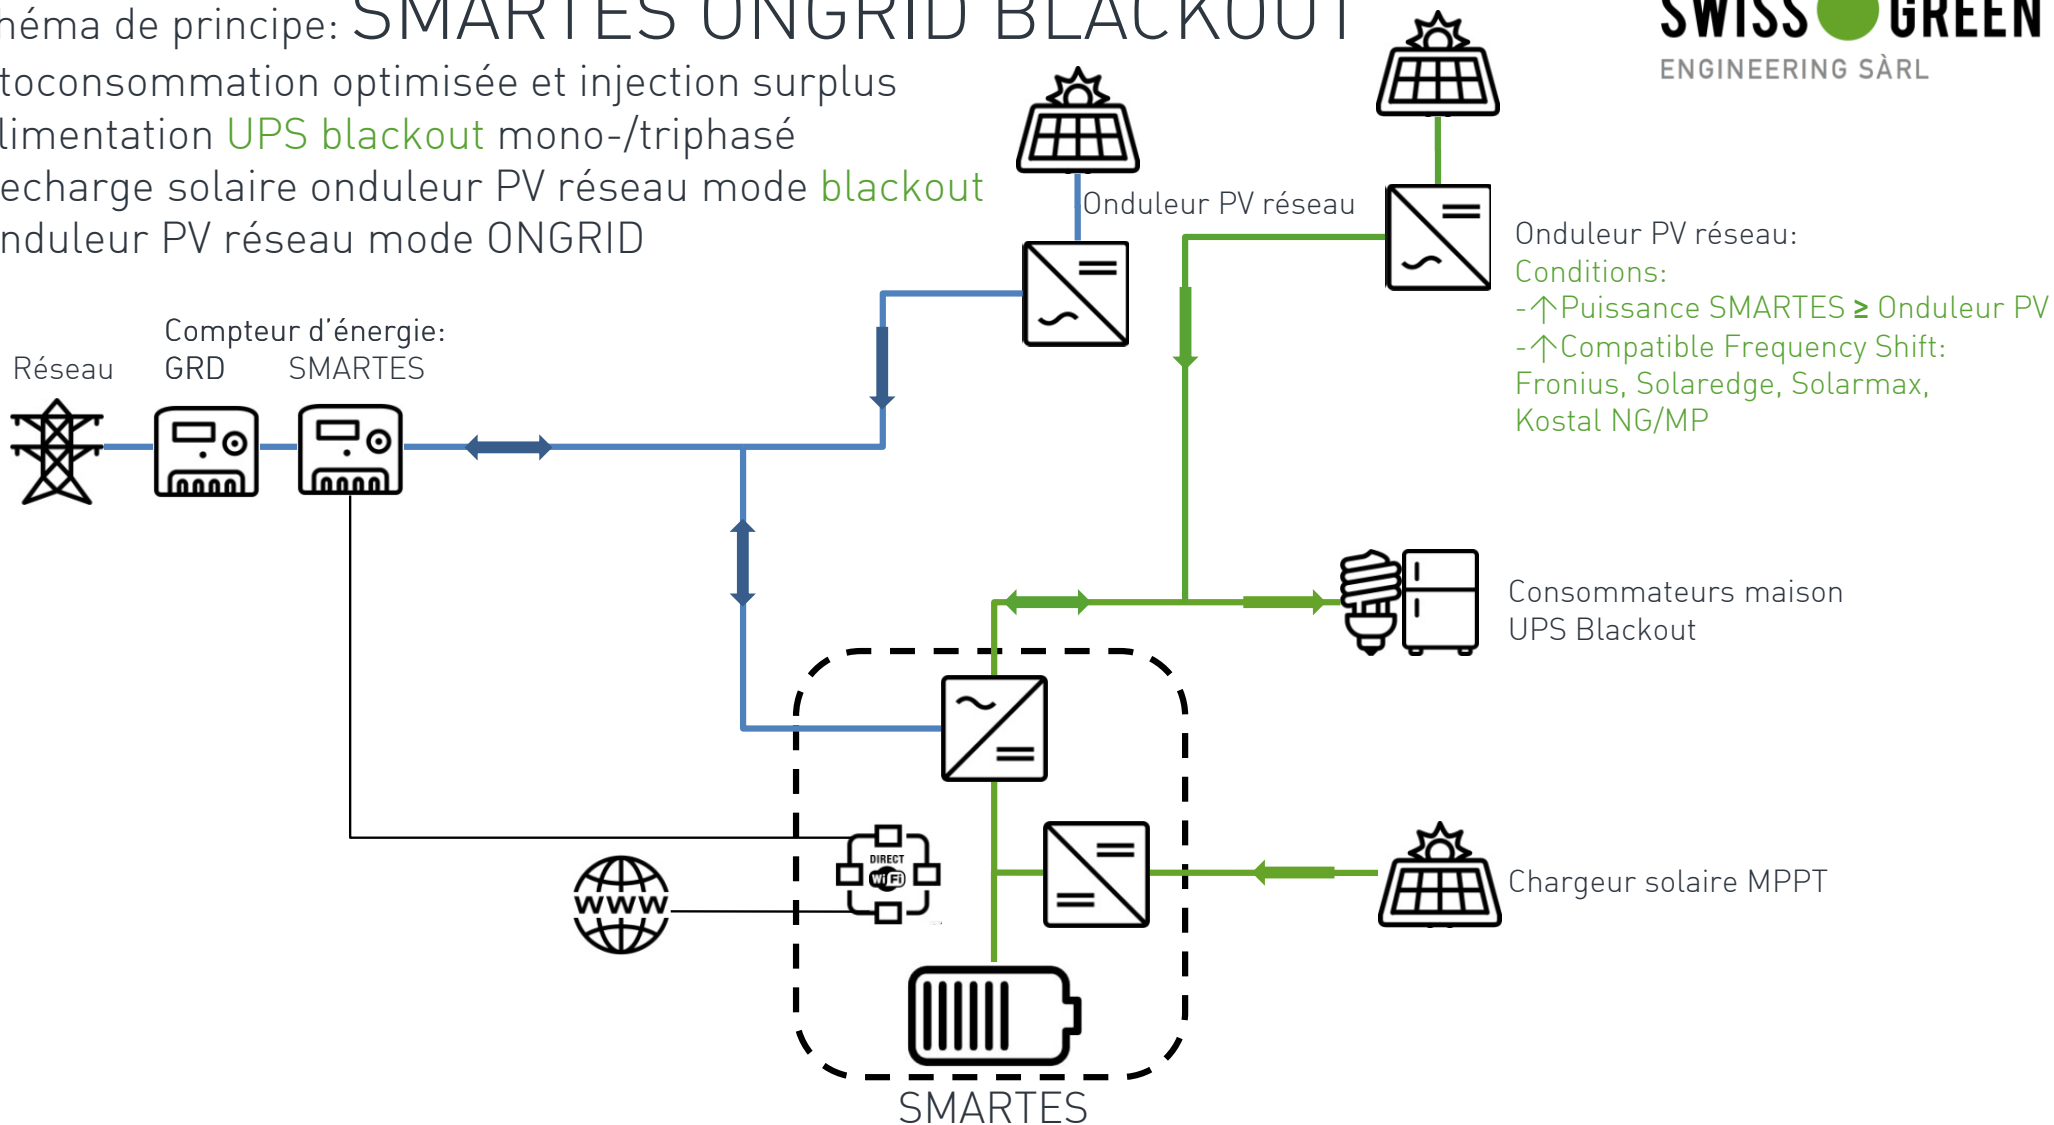 héma de principe: SMARTES ONGRID BLACKOUT
toconsommation optimisée et injection surplus
limentation UPS blackout mono-/triphasé
echarge solaire onduleur PV réseau mode blackout
nduleur PV réseau mode ONGRID
SWISS GREEN
ENGINEERING SÀRL
Onduleur PV réseau
Onduleur PV réseau:
Conditions:
-↑Puissance SMARTES ≥ Onduleur PV
-↑Compatible Frequency Shift:
Fronius, Solaredge, Solarmax,
Kostal NG/MP
Compteur d'énergie:
Réseau GRD SMARTES
Consommateurs maison
UPS Blackout
DIRECT
WiFi
WWW
Chargeur solaire MPPT
SMARTES